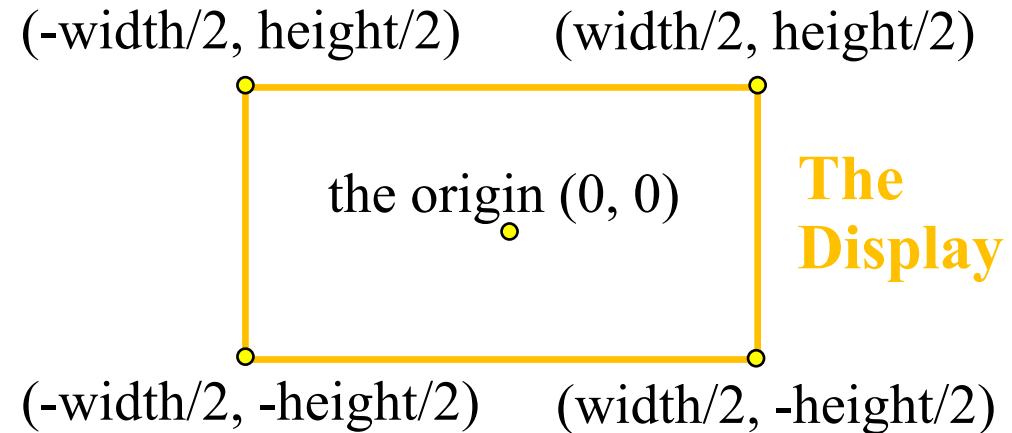 (-width/2, height/2)
(width/2, height/2)
the origin (0, 0)
The
Display
(-width/2, -height/2)
(width/2, -height/2)